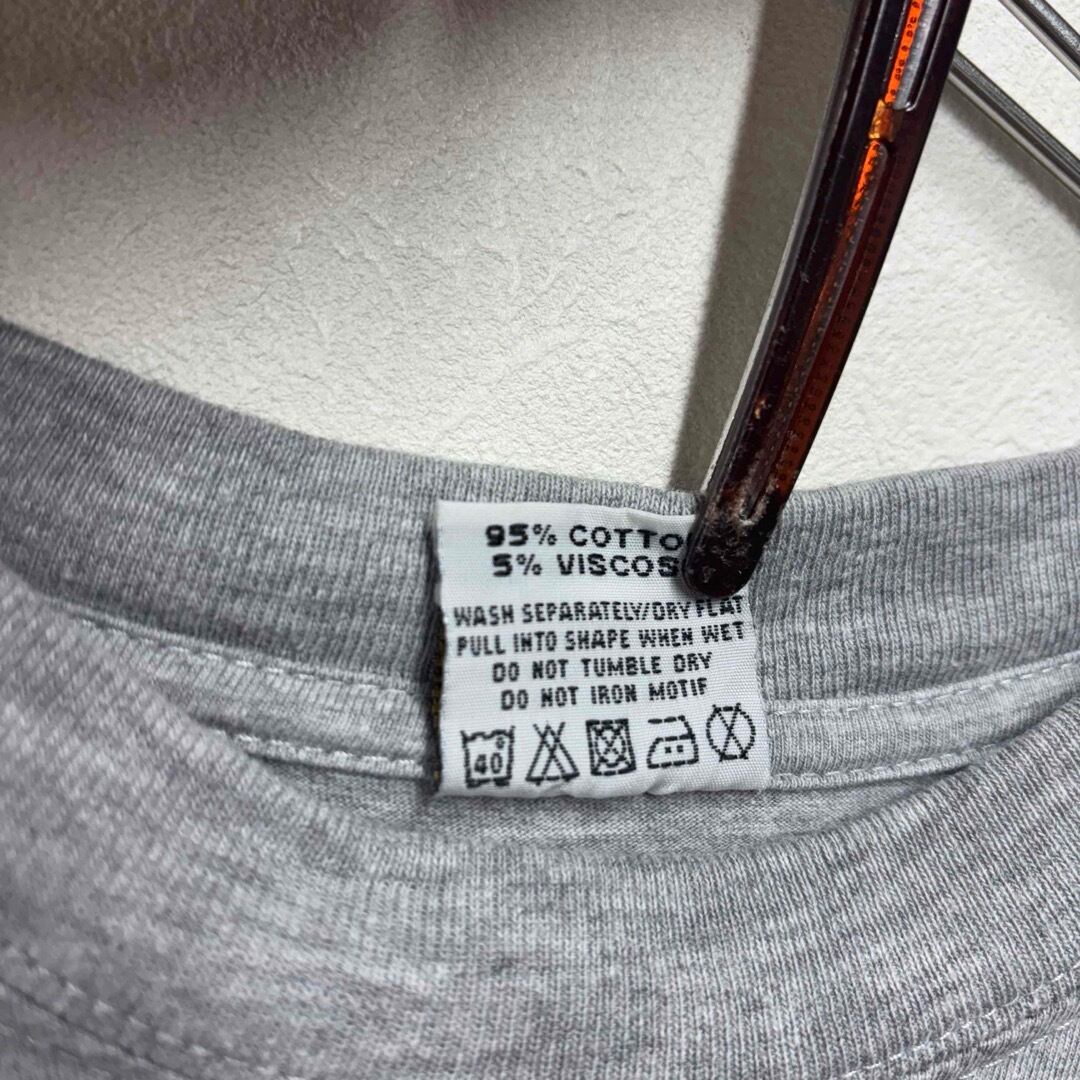 95% COTTO
5% VISCOS
WASH SEPARATELY/DRY FLAT
PULL INTO SHAPE WHEN WET
DO NOT TUMBLE DRY
DO NOT IRON MOTIF
40°